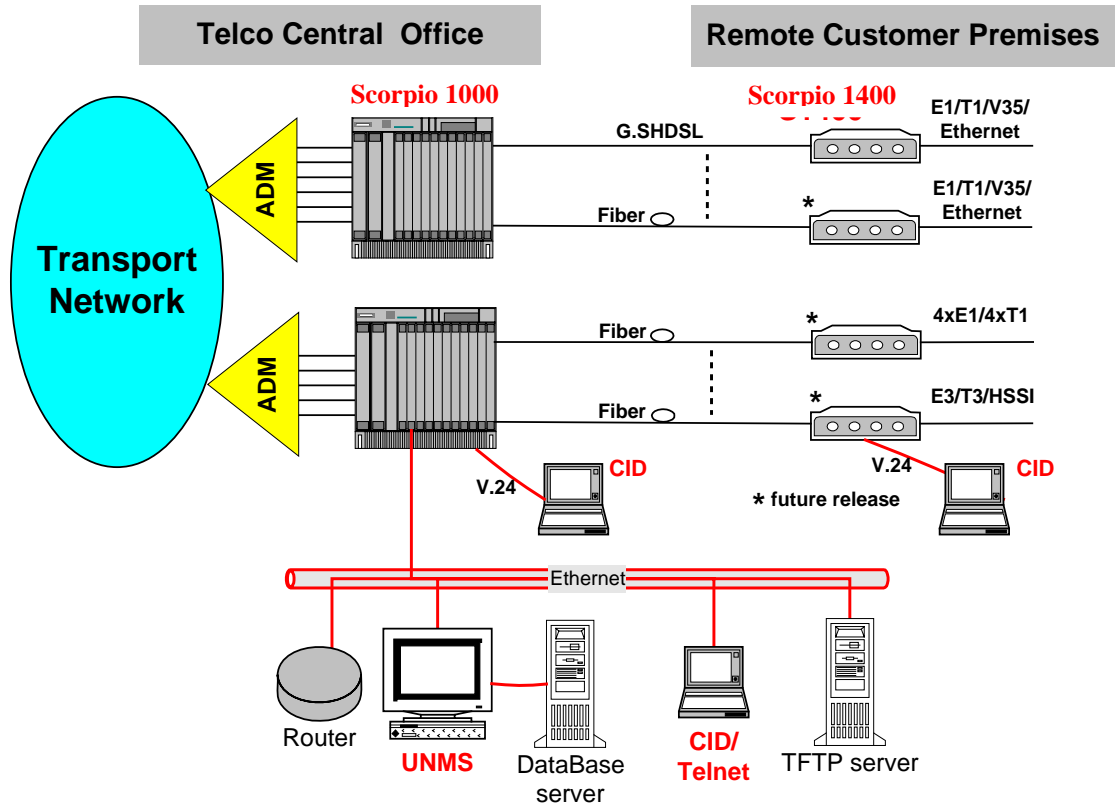 Telco Central Office
Remote Customer Premises
Scorpio 1000
Scorpio 1400
E1/T1/V35/
Ethernet
G.SHDSL
ADM
*
E1/T1/V35/
Ethernet
Fiber
Transport
Network
*
4xE1/4xT1
Fiber
ADM
*
E3/T3/HSSI
Fiber
V.24
CID
V.24
CID
* future release
Ethernet
Router
UNMS
DataBase
server
CID/
Telnet
TFTP server